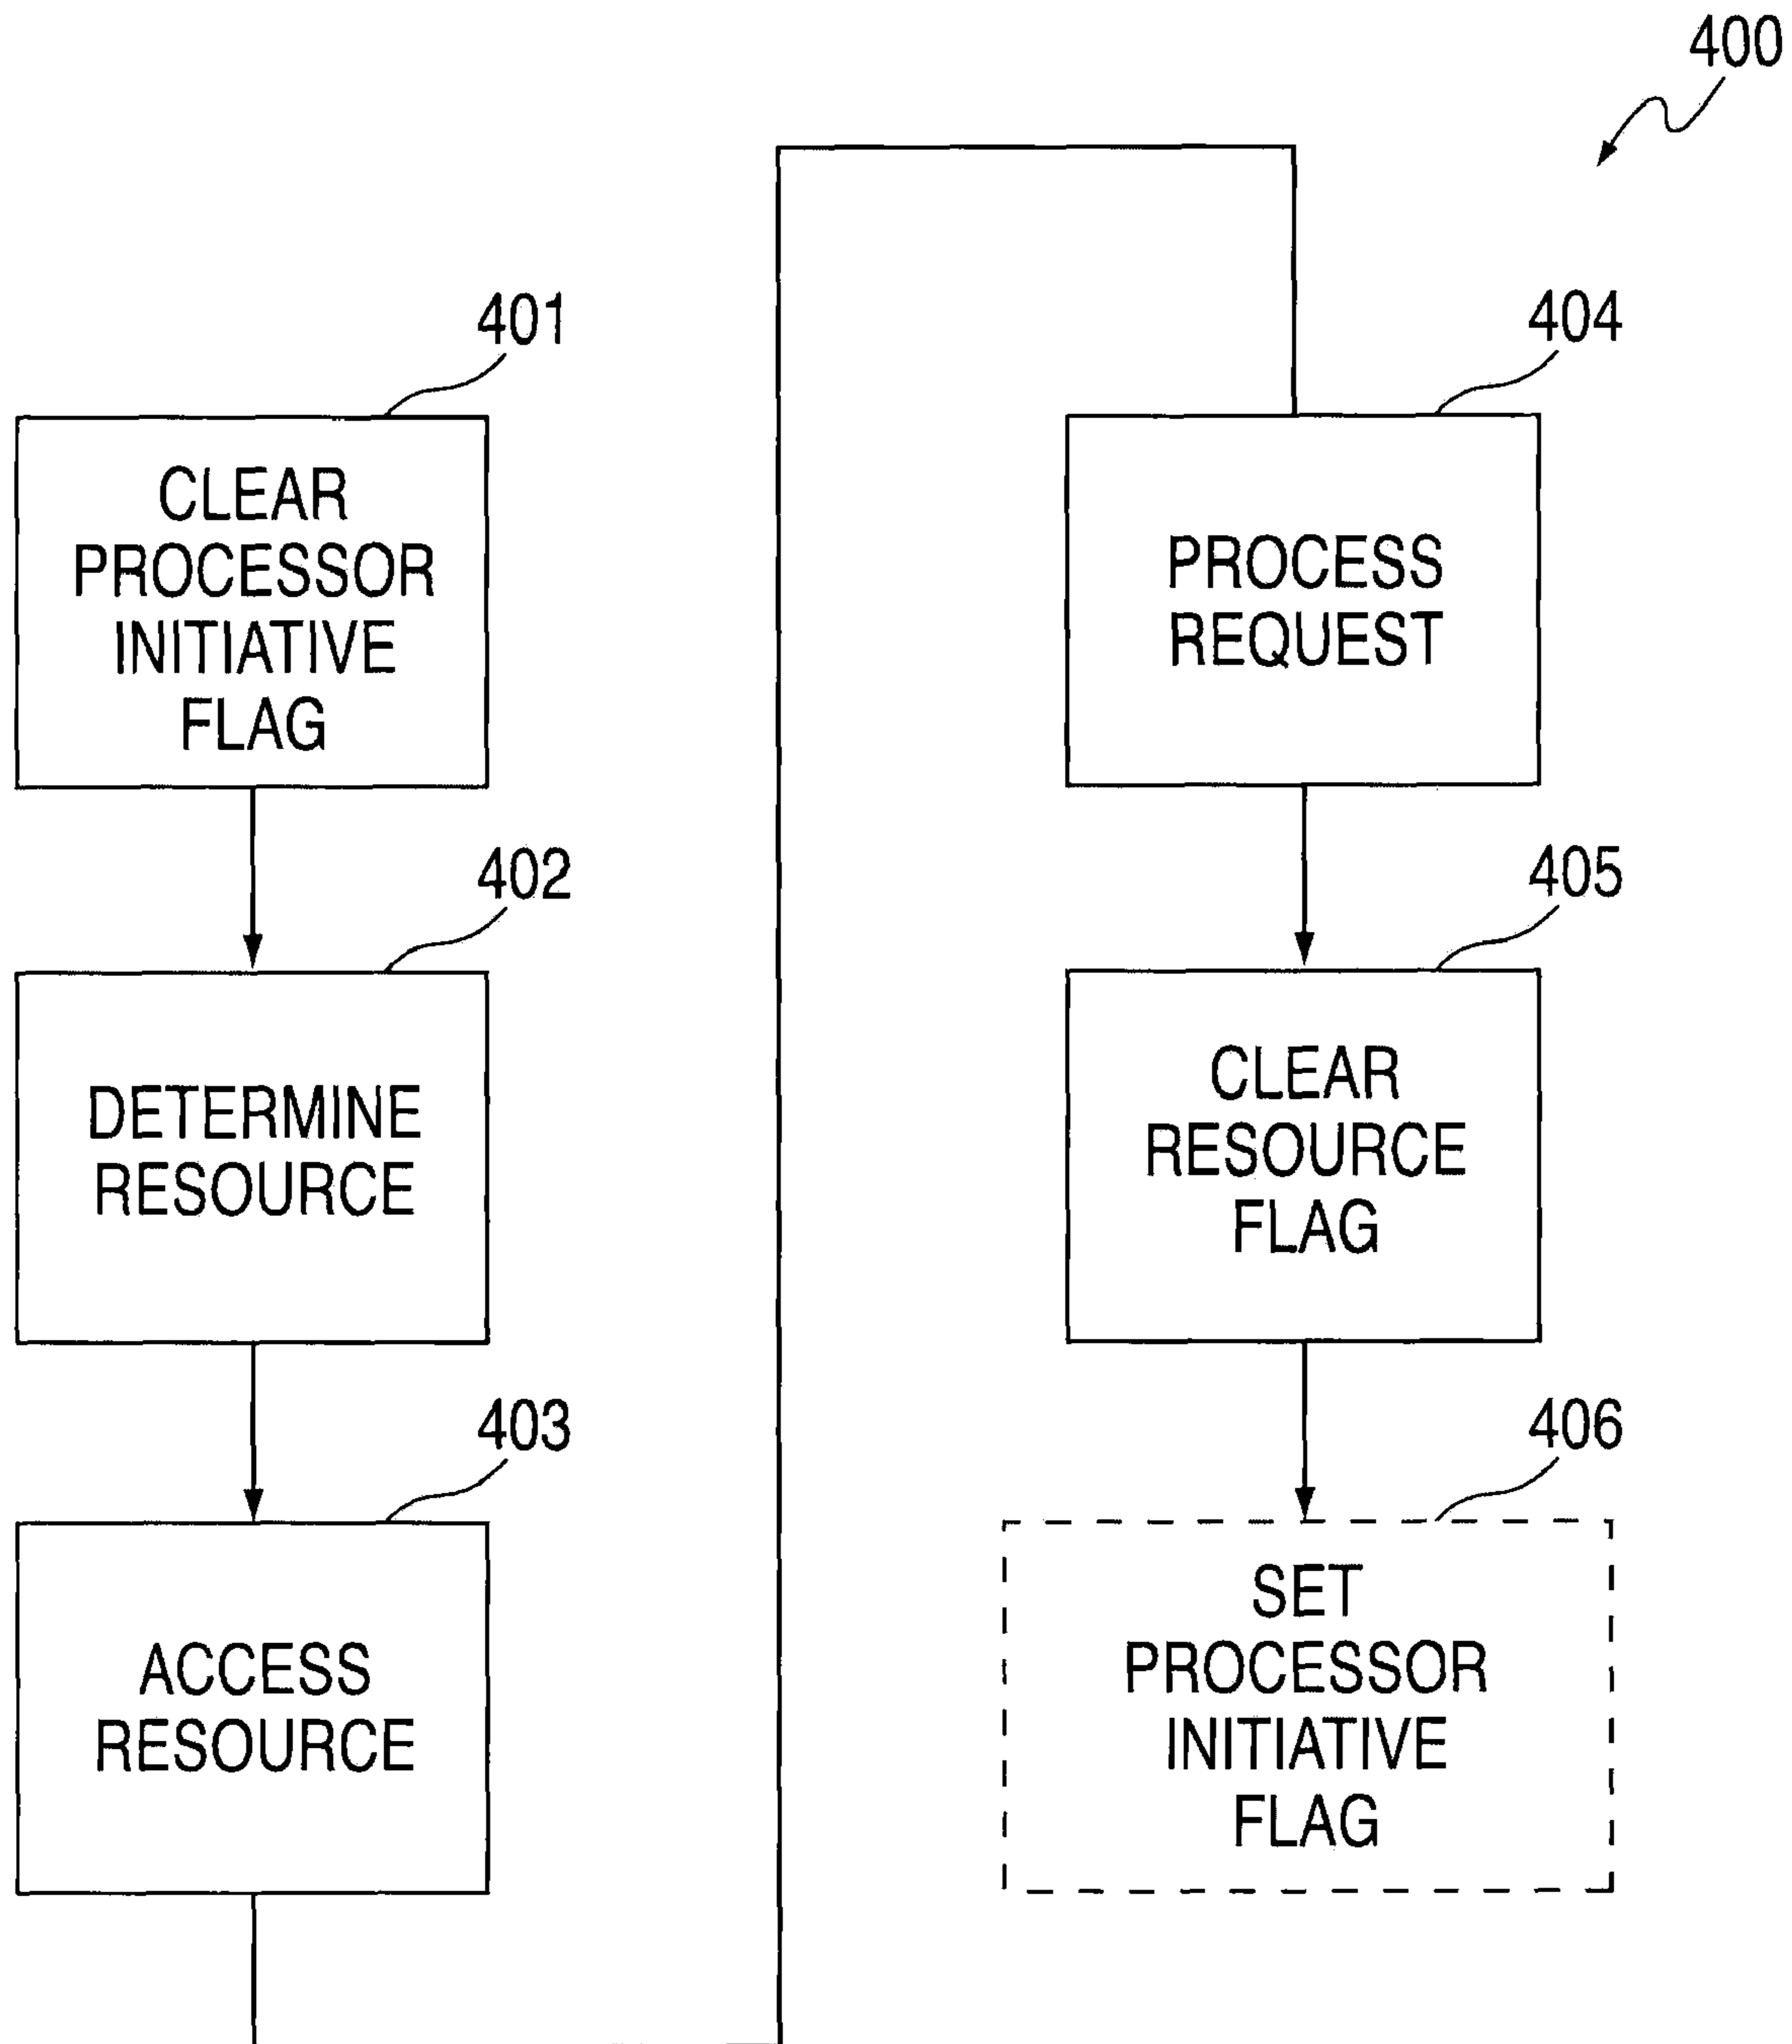 400
401
CLEAR
PROCESSOR
INITIATIVE
FLAG
402
DETERMINE
RESOURCE
403
ACCESS
RESOURCE
404
PROCESS
REQUEST
405
CLEAR
RESOURCE
FLAG
406
SET
PROCESSOR
INITIATIVE
FLAG